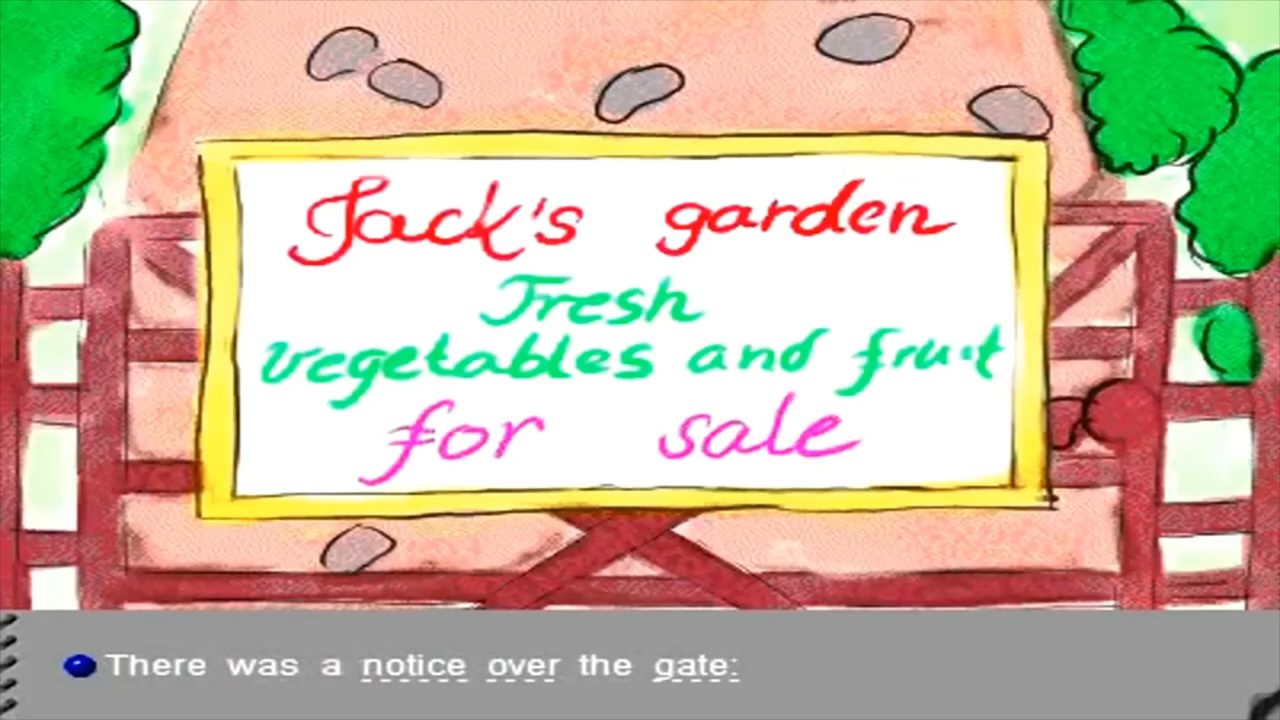 Jack's garden
Fresh
vegetables and fruit
for sale
There was a notice over the gate: